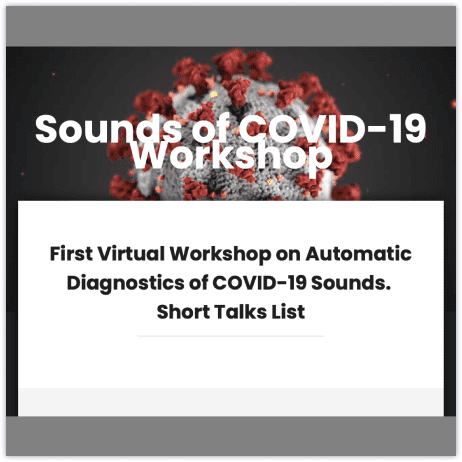 Sounds of COVID-19
Workshop
First Virtual Workshop on Automatic
Diagnostics of COVID-19 Sounds.
Short Talks List